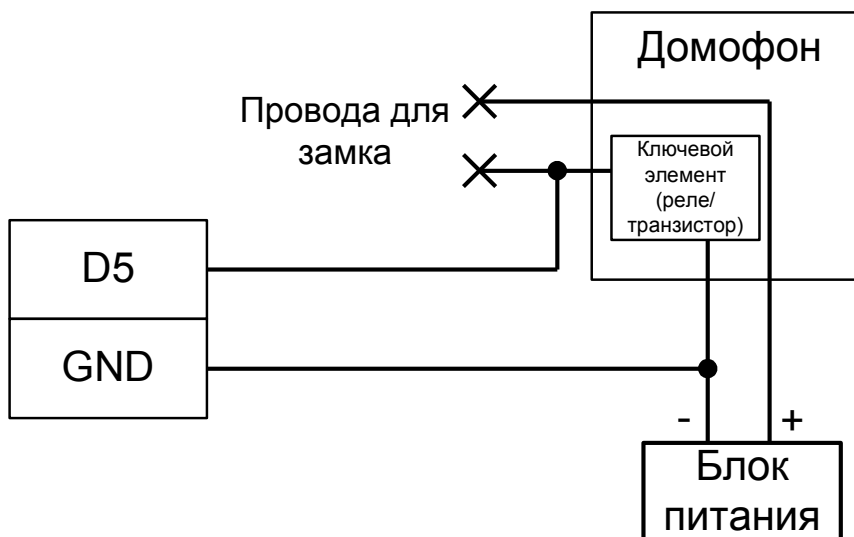 Домофон
Провода для
замка
Ключевой
элемент
(реле/
транзистор)
D5
GND
- +
Блок
питания